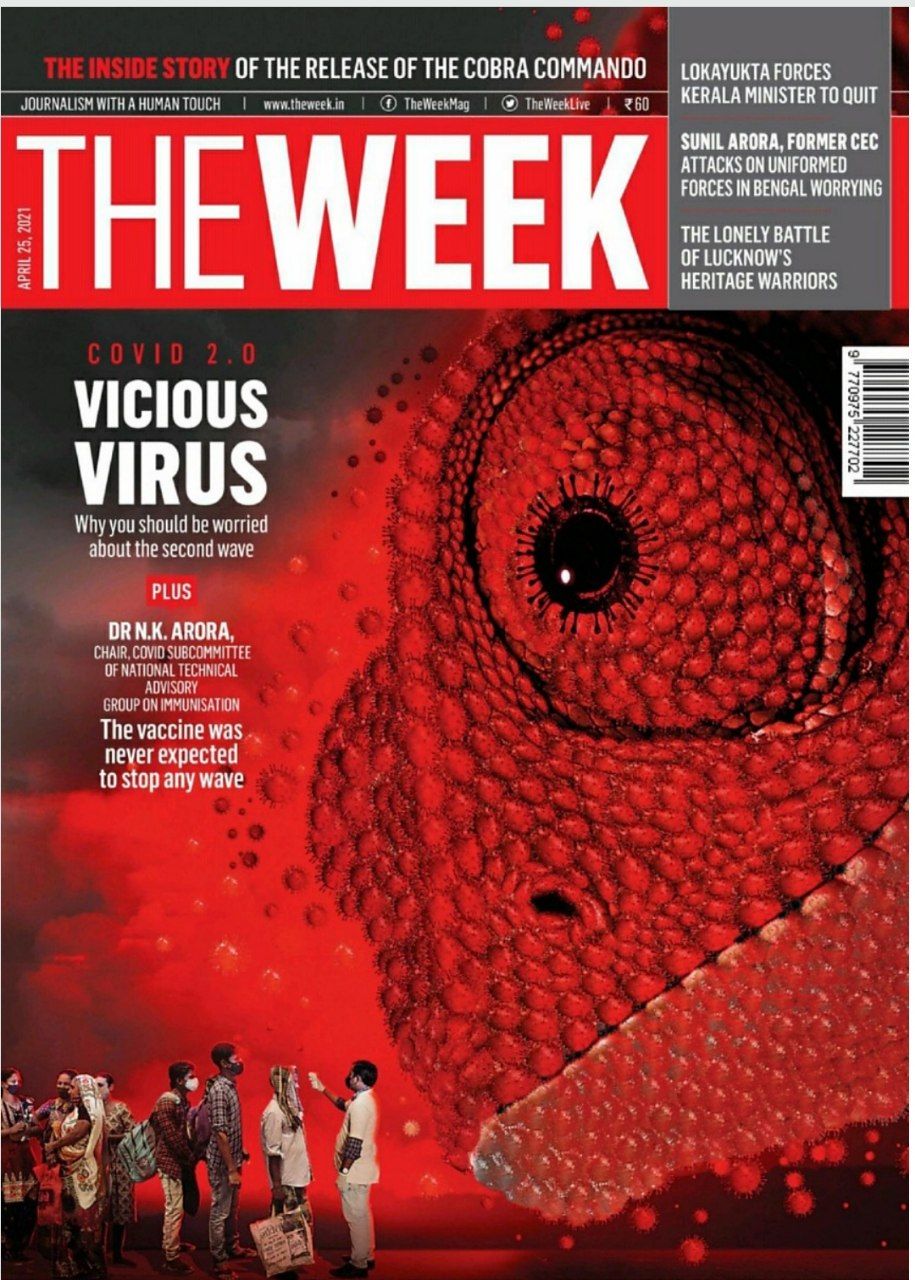 THE INSIDE STORY OF THE RELEASE OF THE COBRA COMMANDO
JOURNALISM WITH A HUMAN TOUCH | www.theweek.in | TheWeekMag | TheWeekLive | ₹60
LOKAYUKTA FORCES
KERALA MINISTER TO QUIT
SUNIL ARORA, FORMER CEC
ATTACKS ON UNIFORMED
FORCES IN BENGAL WORRYING
THE LONELY BATTLE
OF LUCKNOW'S
HERITAGE WARRIORS
APRIL 25, 2021
THE WEEK
9 770975 227702
COVID 2.0
VICIOUS
VIRUS
Why you should be worried
about the second wave
PLUS
DR N.K. ARORA,
CHAIR, COVID SUBCOMMITTEE
OF NATIONAL TECHNICAL
ADVISORY
GROUP ON IMMUNISATION
The vaccine was
never expected
to stop any wave